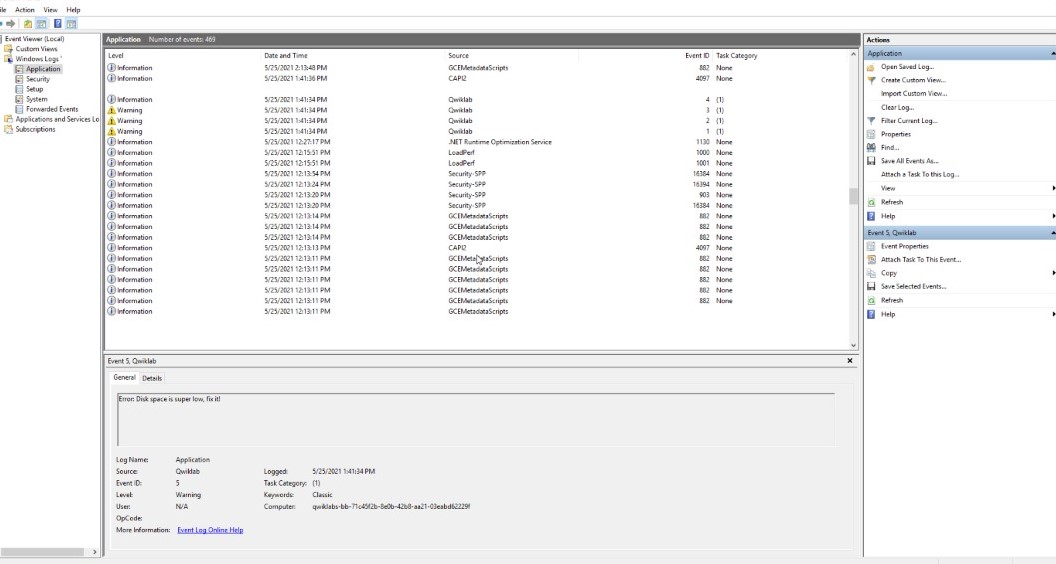 ile Action View Help
Event Viewer (Local)
Custom Views
Windows Logs
Application
Security
Setup
System
Forwarded Events
Applications and Services Lo
Subscriptions
Application Number of events: 469
Level Date and Time Source Event ID Task Category
Information 5/25/2021 2:13:48 PM GCEMetadataScripts 882 None
Information 5/25/2021 1:41:36 PM CAPI2 4097 None
Information 5/25/2021 1:41:34 PM Qwiklab 4 (1)
Warning 5/25/2021 1:41:34 PM Qwiklab 3 (1)
Warning 5/25/2021 1:41:34 PM Qwiklab 2 (1)
Warning 5/25/2021 1:41:34 PM Qwiklab 1 (1)
Information 5/25/2021 12:27:17 PM .NET Runtime Optimization Service 1130 None
Information 5/25/2021 12:15:51 PM LoadPerf 1000 None
Information 5/25/2021 12:15:51 PM LoadPerf 1001 None
Information 5/25/2021 12:13:54 PM Security-SPP 16384 None
Information 5/25/2021 12:13:24 PM Security-SPP 16394 None
Information 5/25/2021 12:13:20 PM Security-SPP 903 None
Information 5/25/2021 12:13:20 PM Security-SPP 16384 None
Information 5/25/2021 12:13:14 PM GCEMetadataScripts 882 None
Information 5/25/2021 12:13:14 PM GCEMetadataScripts 882 None
Information 5/25/2021 12:13:14 PM GCEMetadataScripts 882 None
Information 5/25/2021 12:13:13 PM CAPI2 4097 None
Information 5/25/2021 12:13:11 PM GCEMetadataScripts 882 None
Information 5/25/2021 12:13:11 PM GCEMetadataScripts 882 None
Information 5/25/2021 12:13:11 PM GCEMetadataScripts 882 None
Information 5/25/2021 12:13:11 PM GCEMetadataScripts 882 None
Information 5/25/2021 12:13:11 PM GCEMetadataScripts 882 None
Information 5/25/2021 12:13:11 PM GCEMetadataScripts
Event 5, Qwiklab
General Details
Error: Disk space is super low, fix it!
Log Name: Application
Source: Qwiklab Logged: 5/25/2021 1:41:34 PM
Event ID: 5 Task Category: (1)
Level: Warning Keywords: Classic
User: N/A Computer: qwiklabs-bb-71c45f2b-8e0b-42b8-aa21-03eabd62229f
OpCode:
More Information: Event Log Online Help
Actions
Application
Open Saved Log...
Create Custom View...
Import Custom View...
Clear Log...
Filter Current Log...
Properties
Find...
Save All Events As...
Attach a Task To this Log...
View
Refresh
Help
Event 5, Qwiklab
Event Properties
Attach Task To This Event...
Copy
Save Selected Events...
Refresh
Help